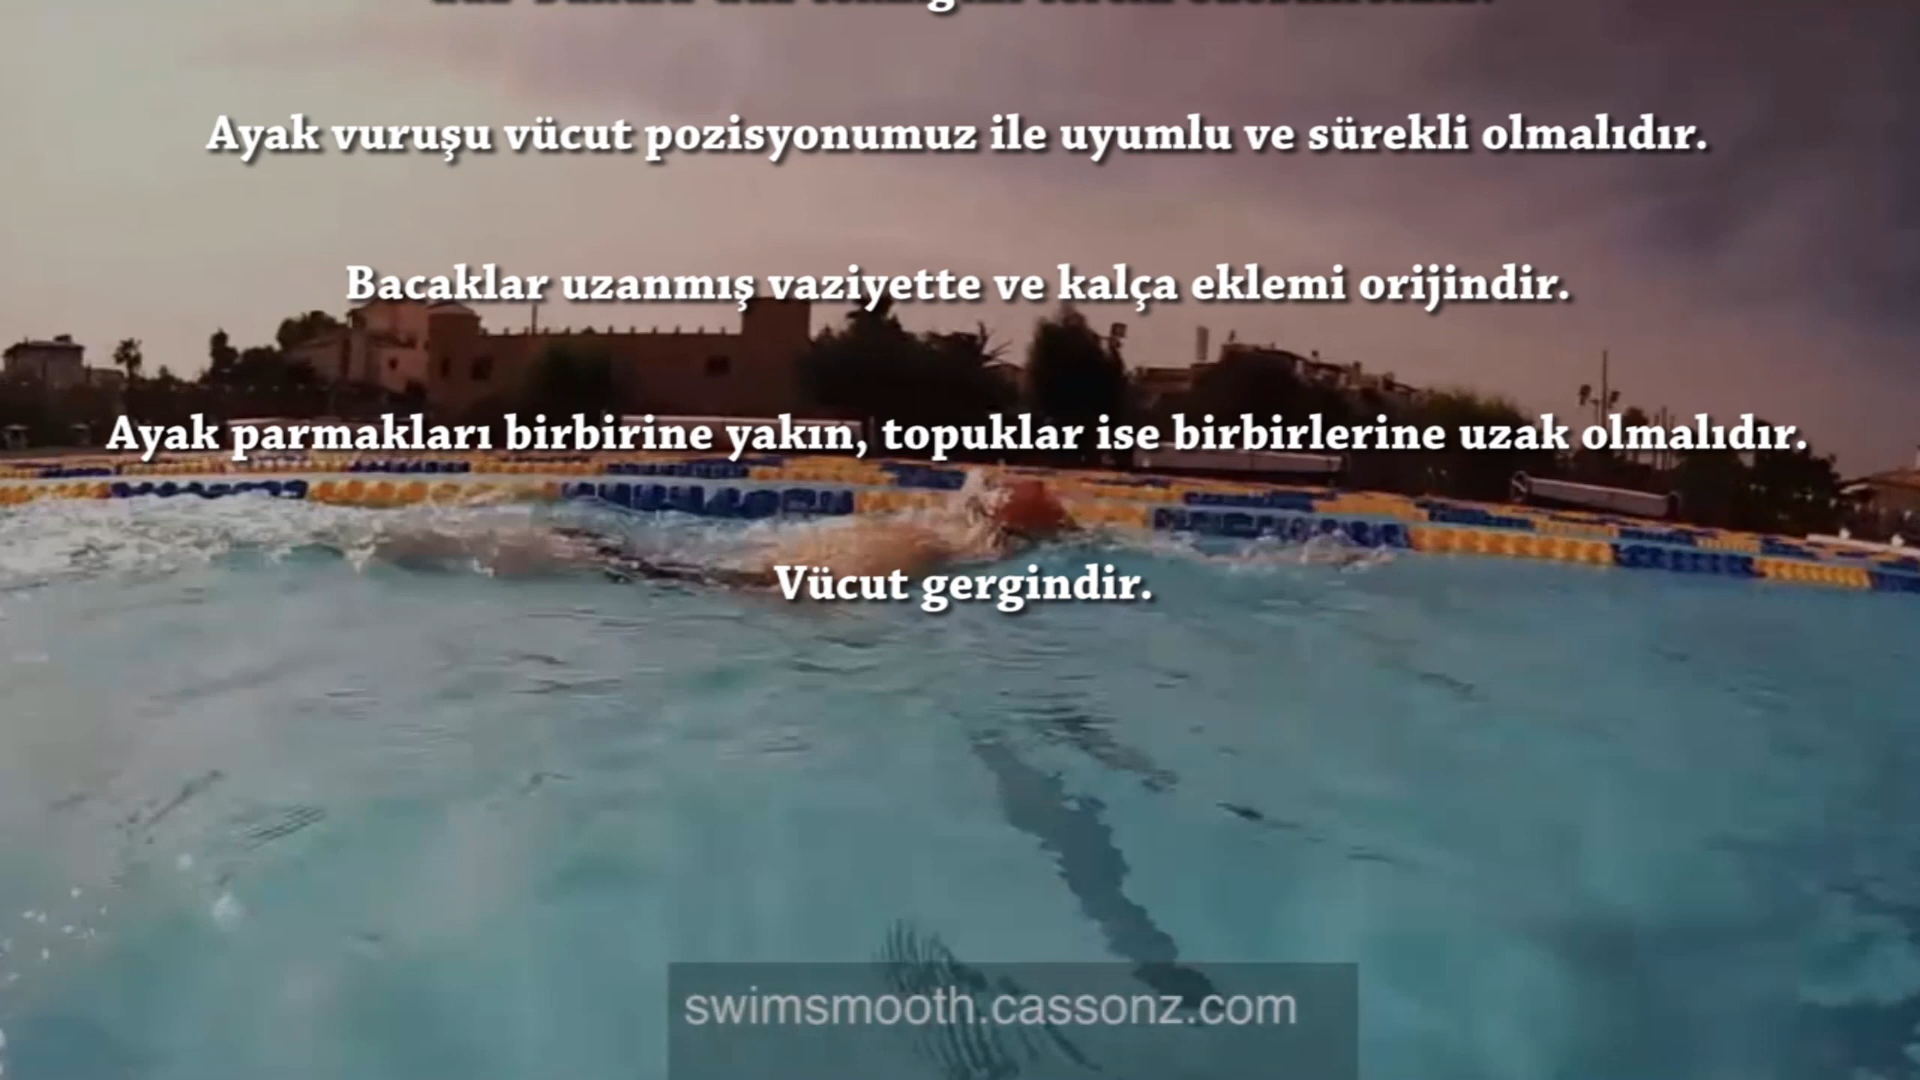 Ayak vuruşu vücut pozisyonumuz ile uyumlu ve sürekli olmalıdır.
Bacaklar uzanmış vaziyette ve kalça eklemi orijindir.
Ayak parmakları birbirine yakın, topuklar ise birbirlerine uzak olmalıdır.
Vücut gergindir.
swimsmooth.cassonz.com